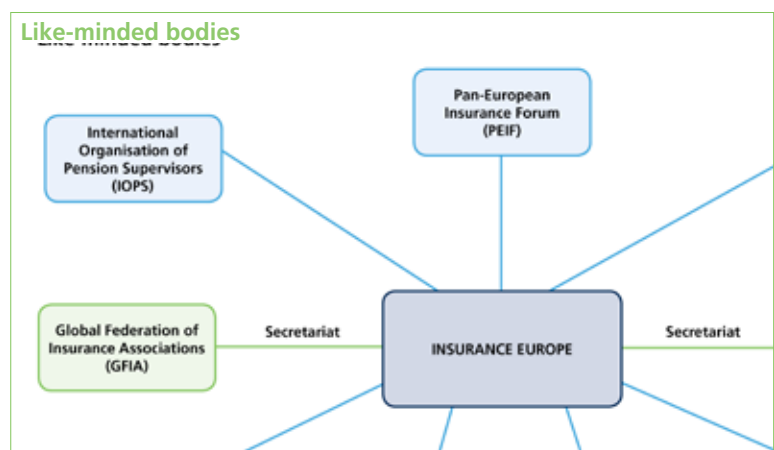 Like-minded bodies
Pan-European
Insurance Forum
(PEIF)
International
Organisation of
Pension Supervisors
(IOPS)
Global Federation of
Insurance Associations
(GFIA)
Secretariat
INSURANCE EUROPE
Secretariat